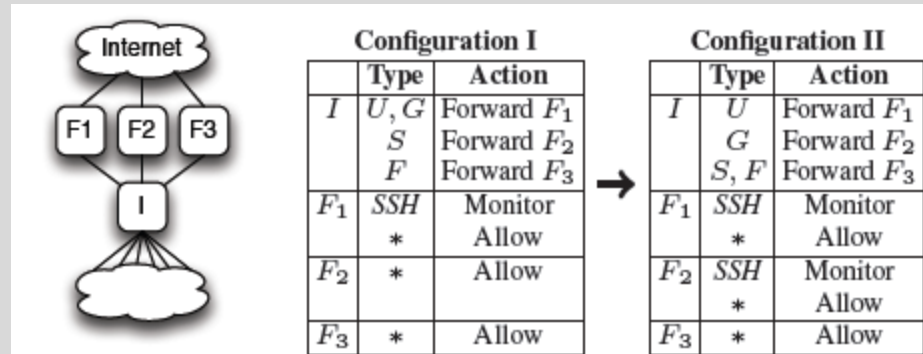 Internet
F1 F2 F3
I
Configuration I
Type Action
I U, G Forward F₁
S Forward F₂
F Forward F₃
F₁ SSH Monitor
* Allow
F₂ * Allow
F₃ * Allow
→
Configuration II
Type Action
I U Forward F₁
G Forward F₂
S, F Forward F₃
F₁ SSH Monitor
* Allow
F₂ SSH Monitor
* Allow
F₃ * Allow